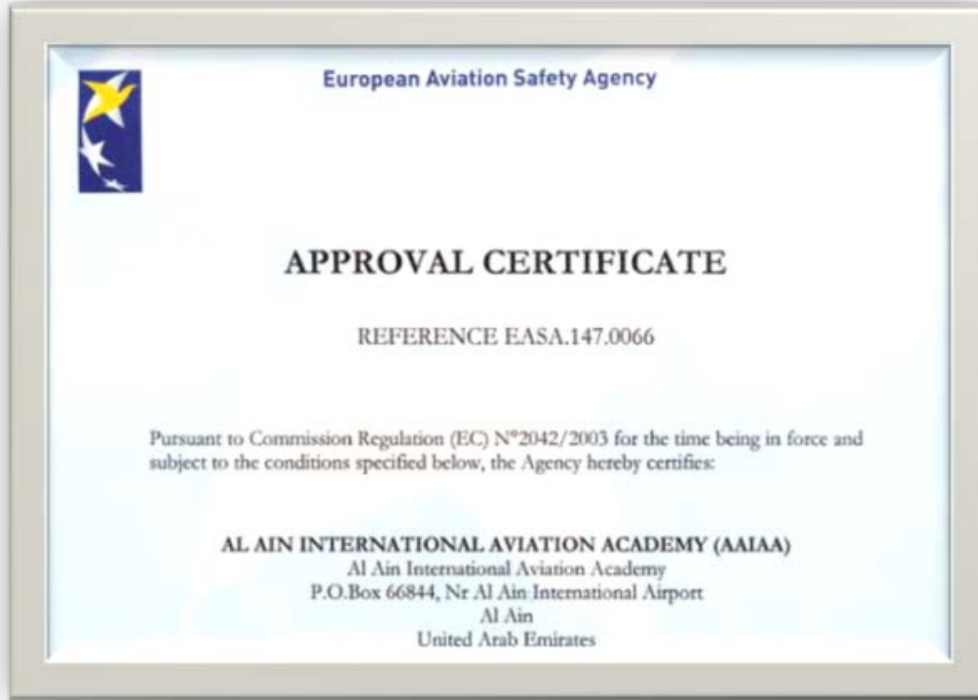 European Aviation Safety Agency
APPROVAL CERTIFICATE
REFERENCE EASA.147.0066
Pursuant to Commission Regulation (EC) N°2042/2003 for the time being in force and
subject to the conditions specified below, the Agency hereby certifies:
AL AIN INTERNATIONAL AVIATION ACADEMY (AAIAA)
Al Ain International Aviation Academy
P.O.Box 66844, Nr Al Ain International Airport
Al Ain
United Arab Emirates